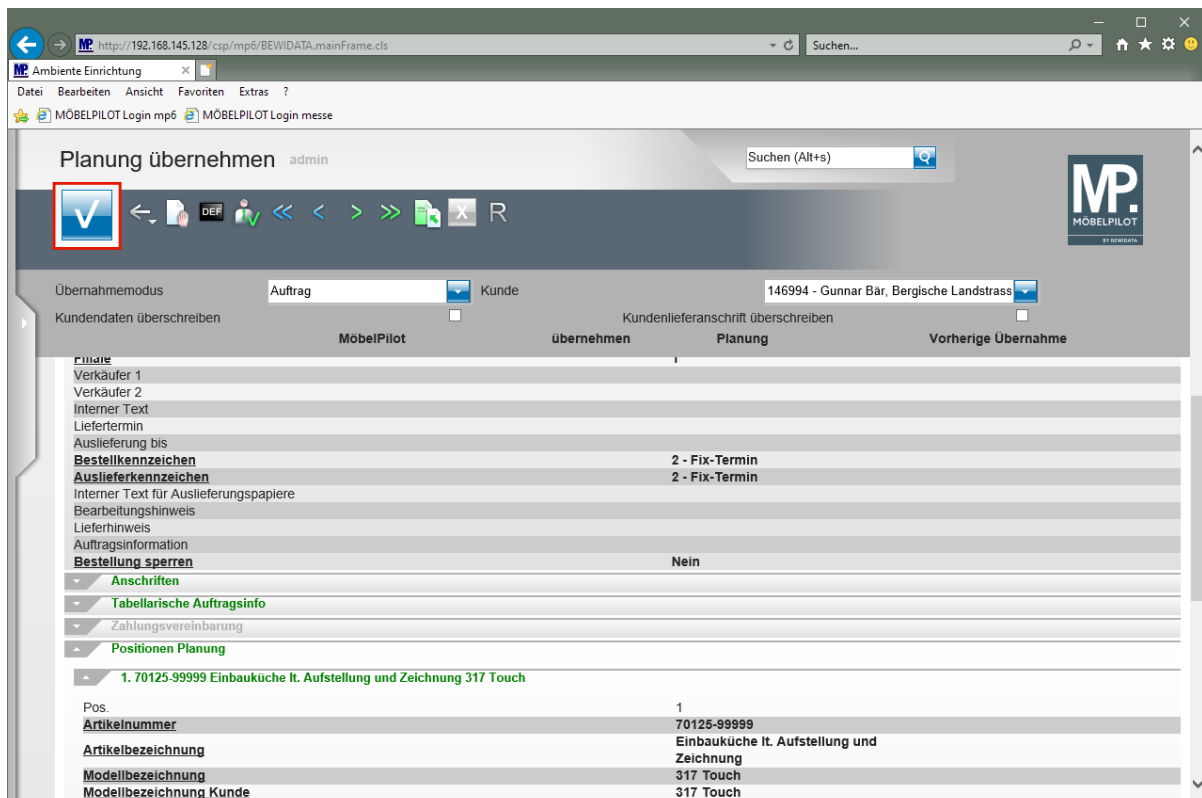 http://192.168.145.128/csp/mp6/BEWIDATA.mainFrame.cls
Suchen...
MP. Ambiente Einrichtung
Datei Bearbeiten Ansicht Favoriten Extras ?
MÖBELPILOT Login mp6 MÖBELPILOT Login messe
Planung übernehmen admin
Suchen (Alt+s)
MP.
MÖBELPILOT
BY BEWIDATA
DEF
X R
Übernahmemodus Auftrag Kunde 146994 - Gunnar Bär, Bergische Landstrass
Kundendaten überschreiben Kundenlieferanschrift überschreiben
MöbelPilot übernehmen Planung Vorherige Übernahme
Filiale 1
Verkäufer 1
Verkäufer 2
Interner Text
Liefertermin
Auslieferung bis
Bestellkennzeichen 2 - Fix-Termin
Auslieferkennzeichen 2 - Fix-Termin
Interner Text für Auslieferungspapiere
Bearbeitungshinweis
Lieferhinweis
Auftragsinformation
Bestellung sperren Nein
Anschriften
Tabellarische Auftragsinfo
Zahlungsvereinbarung
Positionen Planung
1. 70125-99999 Einbauküche lt. Aufstellung und Zeichnung 317 Touch
Pos. 1
Artikelnummer 70125-99999
Artikelbezeichnung Einbauküche lt. Aufstellung und
Zeichnung
Modellbezeichnung 317 Touch
Modellbezeichnung Kunde 317 Touch